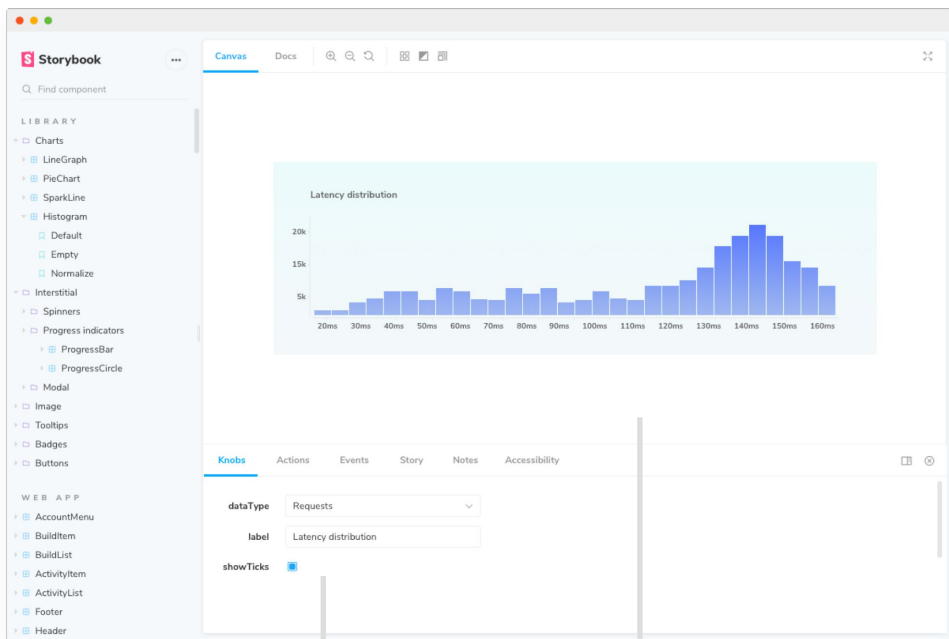 S Storybook
Find component
LIBRARY
Charts
LineGraph
PieChart
SparkLine
Histogram
Default
Empty
Normalize
Interstitial
Spinners
Progress indicators
ProgressBar
ProgressCircle
Modal
Image
Tooltips
Badges
Buttons
WEB APP
AccountMenu
BuildItem
BuildList
ActivityItem
ActivityList
Footer
Header
Canvas Docs
Latency distribution
20k
15k
5k
20ms 30ms 40ms 50ms 60ms 70ms 80ms 90ms 100ms 110ms 120ms 130ms 140ms 150ms 160ms
Knobs Actions Events Story Notes Accessibility
dataType Requests
label Latency distribution
showTicks